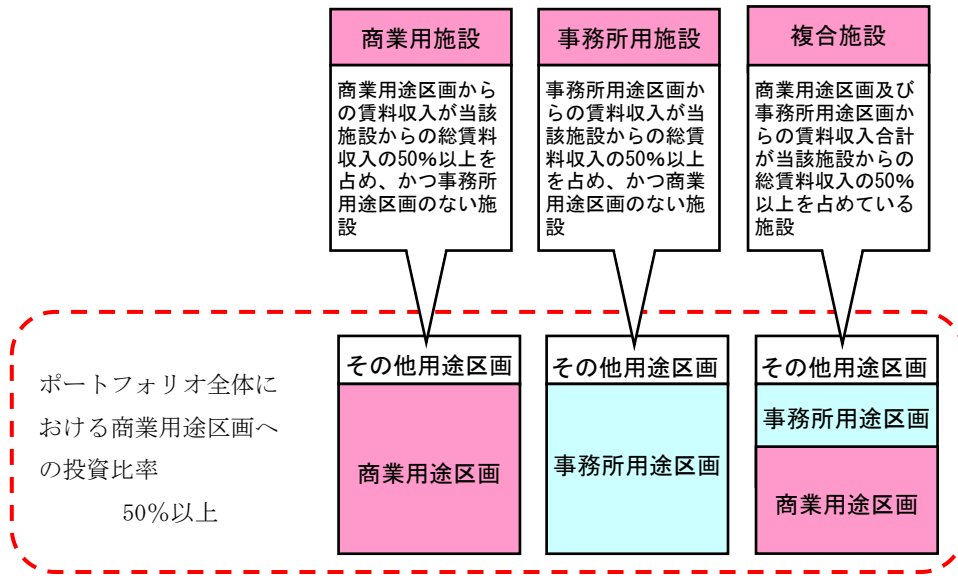 商業用施設
商業用途区画から
の賃料収入が当該
施設からの総賃料
収入の50％以上を
占め、かつ事務所
用途区画のない施
設
事務所用施設
事務所用途区画か
らの賃料収入が当
該施設からの総賃
料収入の50％以上
を占め、かつ商業
用途区画のない施
設
複合施設
商業用途区画及び
事務所用途区画か
らの賃料収入合計
が当該施設からの
総賃料収入の50％
以上を占めている
施設
ポートフォリオ全体に
おける商業用途区画へ
の投資比率
50％以上
その他用途区画
商業用途区画
その他用途区画
事務所用途区画
その他用途区画
事務所用途区画
商業用途区画